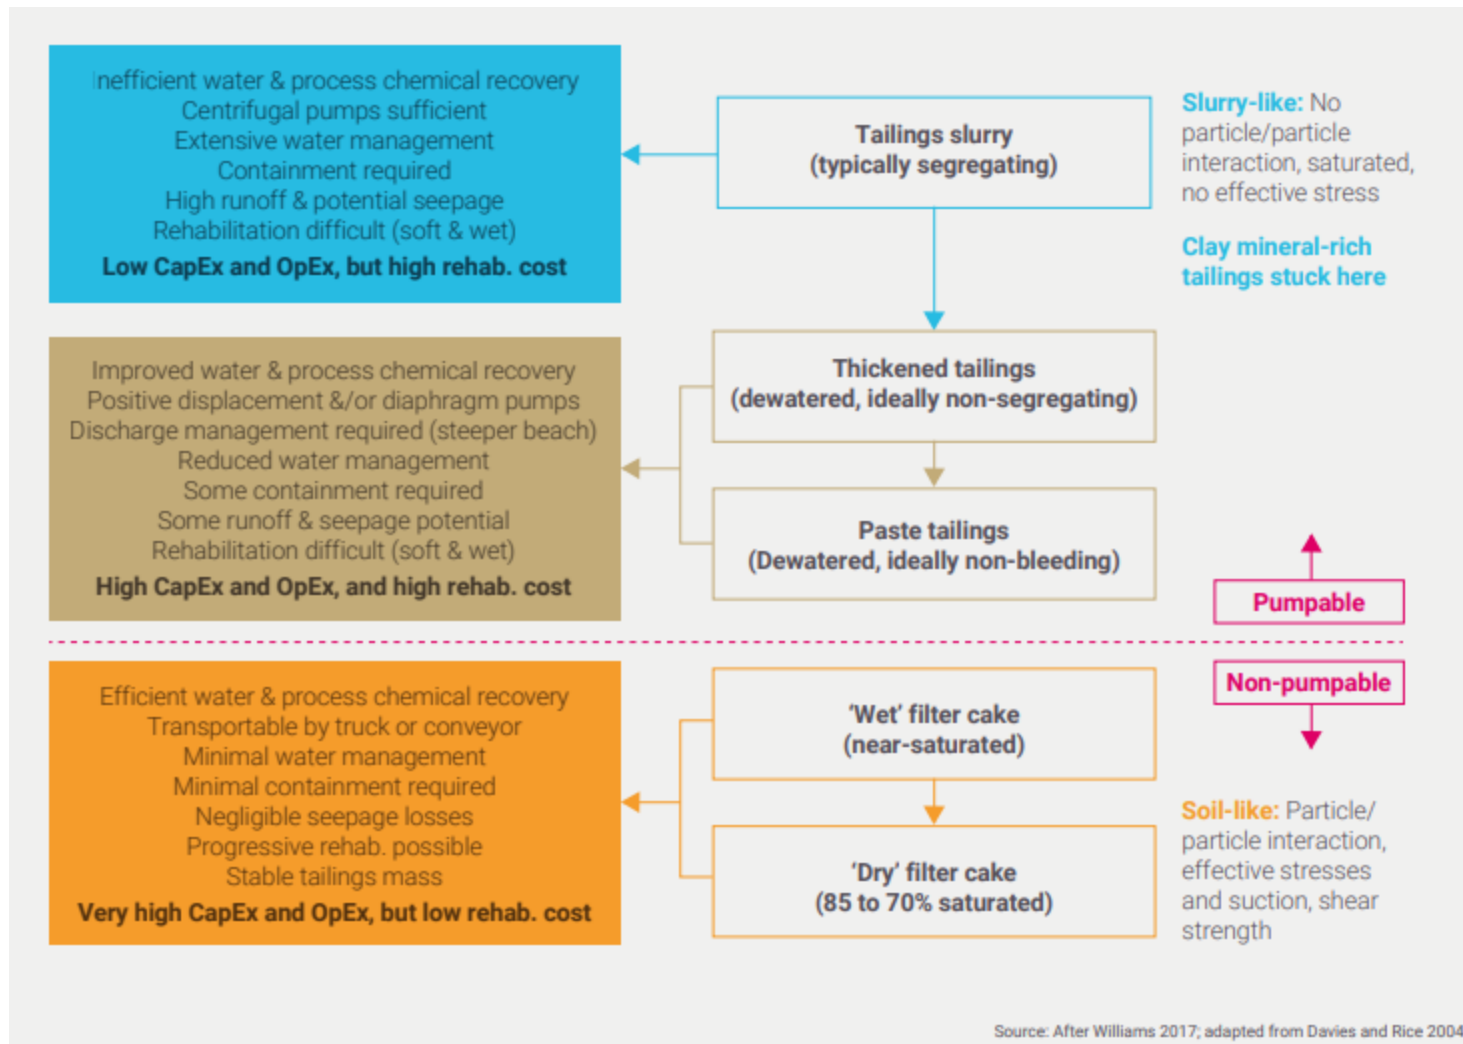 Inefficient water & process chemical recovery
Centrifugal pumps sufficient
Extensive water management
Containment required
High runoff & potential seepage
Rehabilitation difficult (soft & wet)
Low CapEx and OpEx, but high rehab. cost
Tailings slurry
(typically segregating)
Slurry-like: No
particle/particle
interaction, saturated,
no effective stress
Clay mineral-rich
tailings stuck here
Improved water & process chemical recovery
Positive displacement &/or diaphragm pumps
Discharge management required (steeper beach)
Reduced water management
Some containment required
Some runoff & seepage potential
Rehabilitation difficult (soft & wet)
High CapEx and OpEx, and high rehab. cost
Thickened tailings
(dewatered, ideally non-segregating)
Paste tailings
(Dewatered, ideally non-bleeding)
Pumpable
Non-pumpable
Efficient water & process chemical recovery
Transportable by truck or conveyor
Minimal water management
Minimal containment required
Negligible seepage losses
Progressive rehab. possible
Stable tailings mass
Very high CapEx and OpEx, but low rehab. cost
‘Wet’ filter cake
(near-saturated)
‘Dry’ filter cake
(85 to 70% saturated)
Soil-like: Particle/
particle interaction,
effective stresses
and suction, shear
strength
Source: After Williams 2017; adapted from Davies and Rice 2004